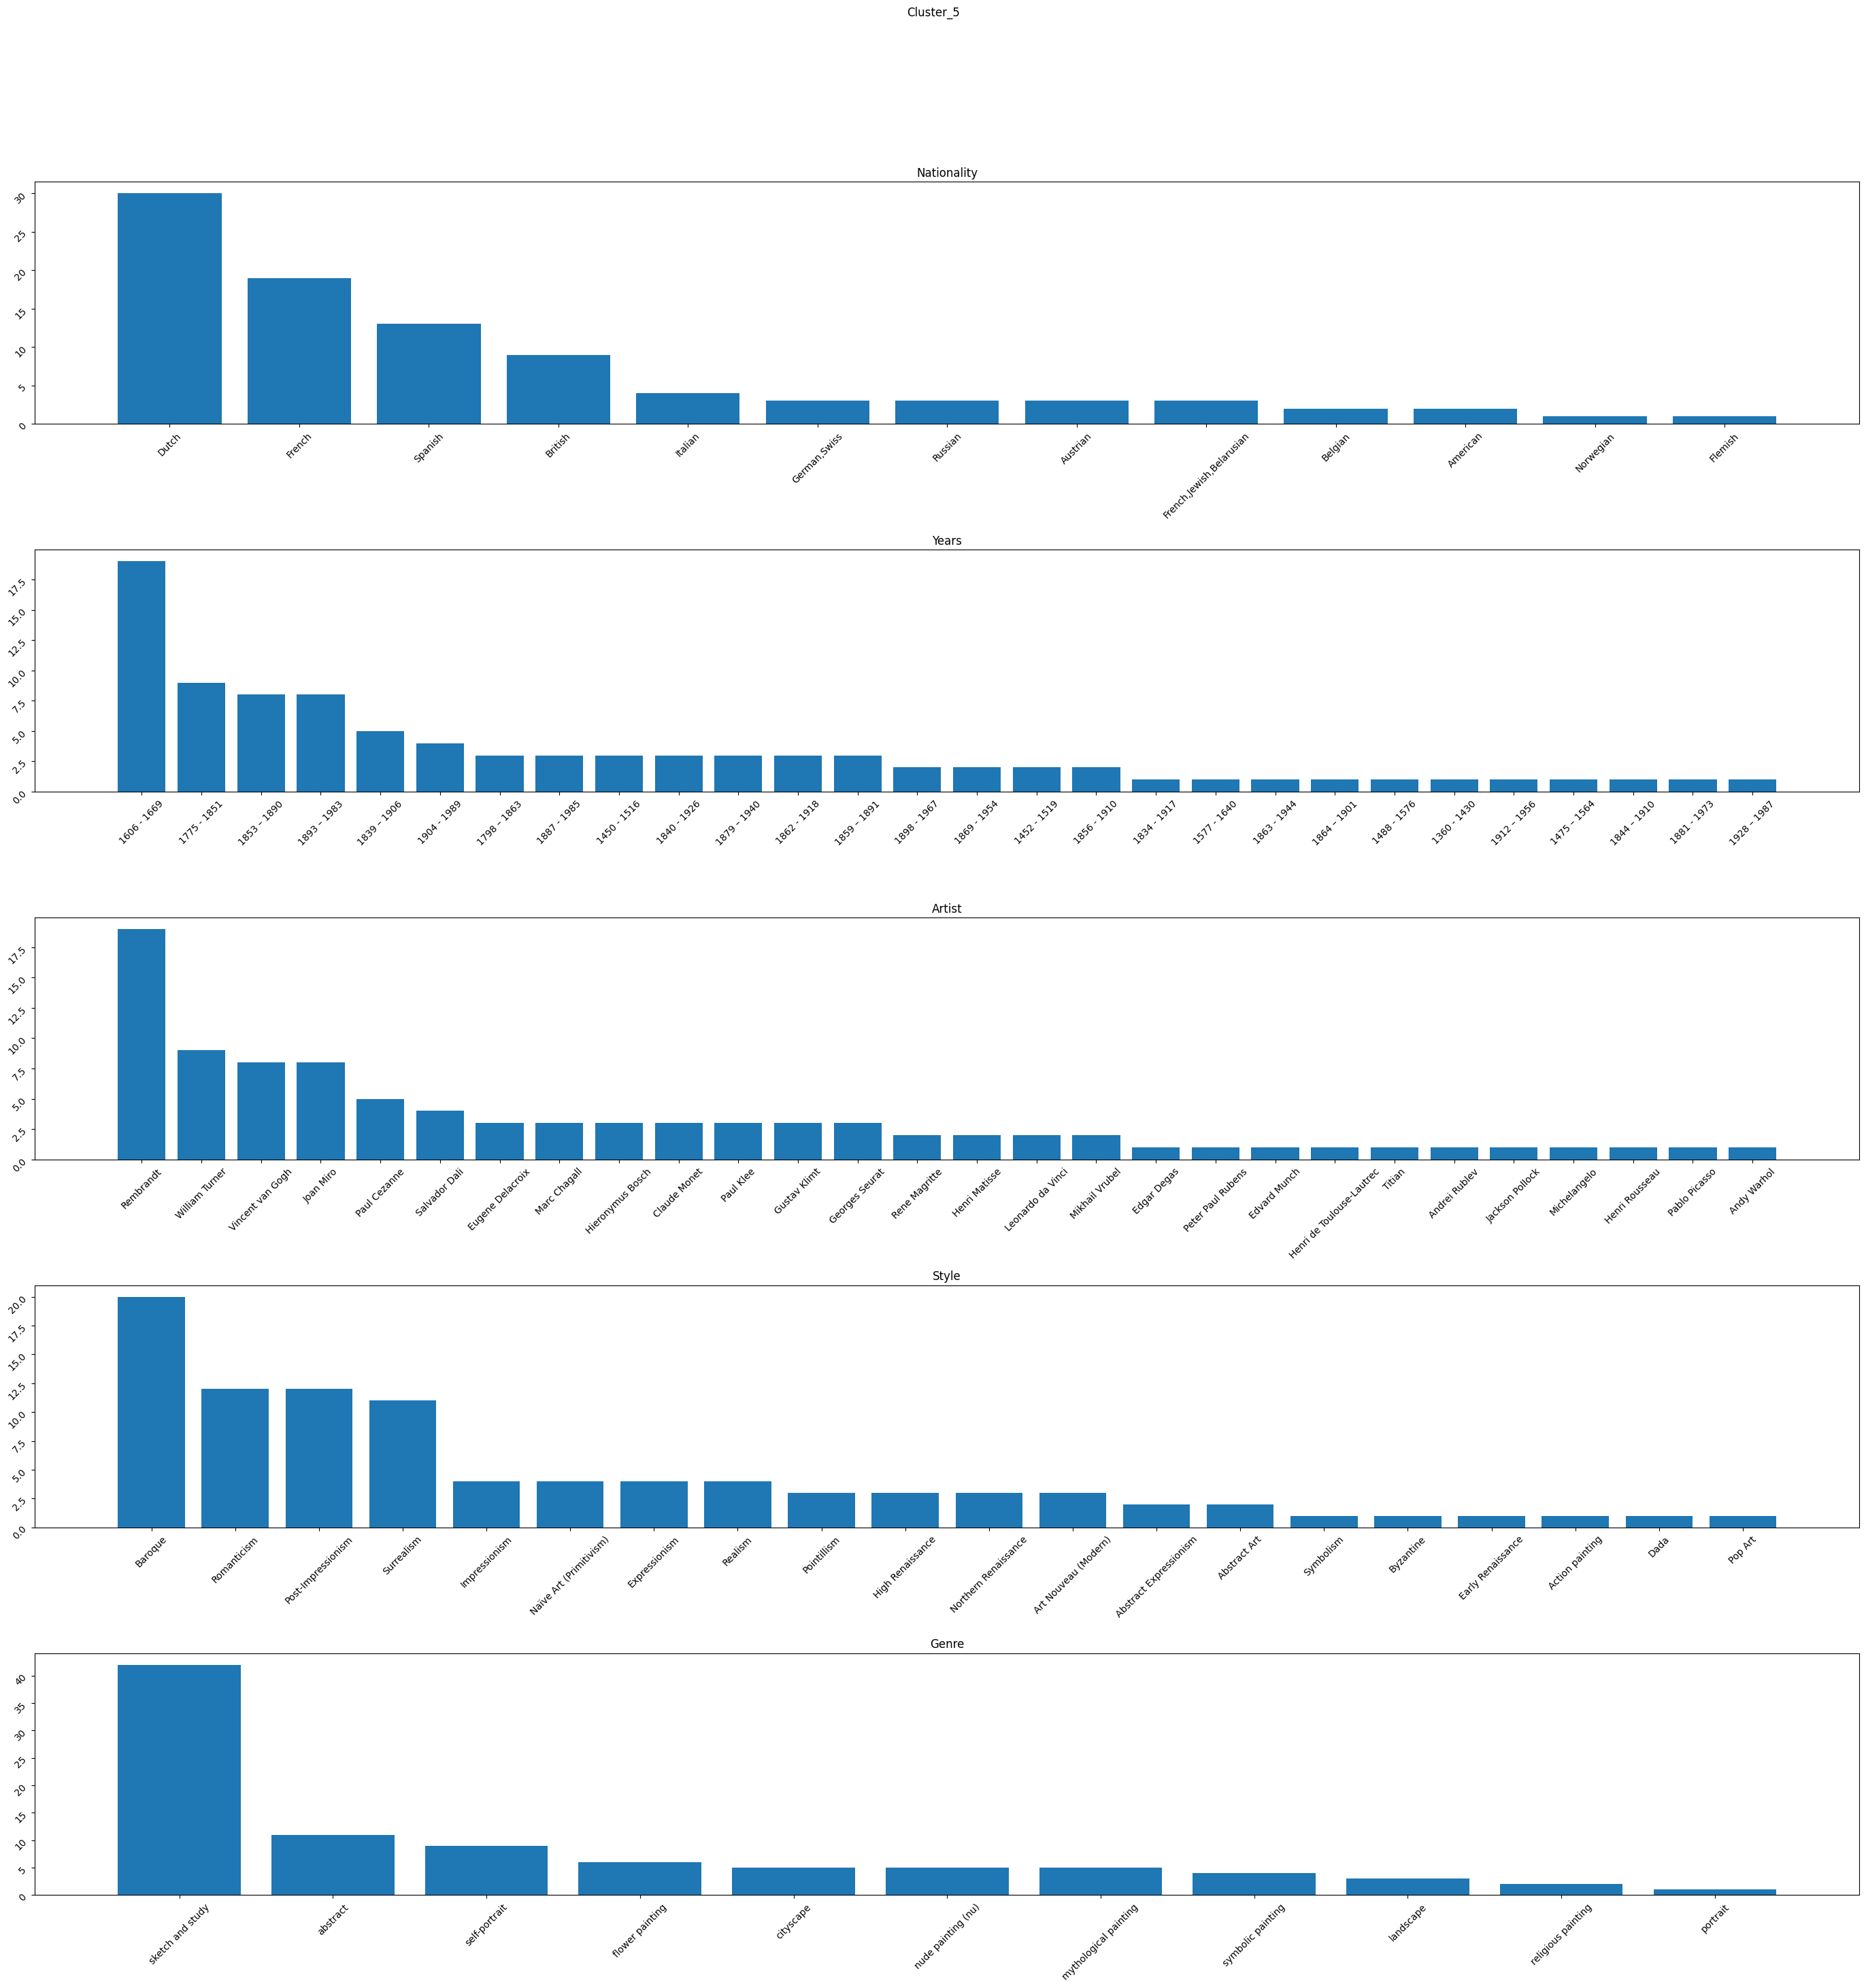 Cluster_5
Nationality
30
25
20
15
10
5
0
Dutch
French
Spanish
British
Italian
German,Swiss
Russian
Austrian
French,Jewish,Belarusian
Belgian
American
Norwegian
Flemish
Years
17.5
15.0
12.5
10.0
7.5
5.0
2.5
0.0
1606 - 1669
1775 - 1851
1853 – 1890
1893 – 1983
1839 – 1906
1904 - 1989
1798 – 1863
1887 - 1985
1450 - 1516
1840 - 1926
1879 - 1940
1862 - 1918
1859 - 1891
1898 - 1967
1869 - 1954
1452 - 1519
1856 - 1910
1834 - 1917
1577 - 1640
1863 - 1944
1864 - 1901
1488 - 1576
1360 - 1430
1912 – 1956
1475 – 1564
1844 – 1910
1881 - 1973
1928 – 1987
Artist
17.5
15.0
12.5
10.0
7.5
5.0
2.5
0.0
Rembrandt
William Turner
Vincent van Gogh
Joan Miro
Paul Cezanne
Salvador Dali
Eugene Delacroix
Marc Chagall
Hieronymus Bosch
Claude Monet
Paul Klee
Gustav Klimt
Georges Seurat
Rene Magritte
Henri Matisse
Leonardo da Vinci
Mikhail Vrubel
Edgar Degas
Peter Paul Rubens
Edvard Munch
Henri de Toulouse-Lautrec
Titian
Andrei Rublev
Jackson Pollock
Michelangelo
Henri Rousseau
Pablo Picasso
Andy Warhol
Style
20.0
17.5
15.0
12.5
10.0
7.5
5.0
2.5
0.0
Baroque
Romanticism
Post-Impressionism
Surrealism
Impressionism
Naïve Art (Primitivism)
Expressionism
Realism
Pointillism
High Renaissance
Northern Renaissance
Art Nouveau (Modern)
Abstract Expressionism
Abstract Art
Symbolism
Byzantine
Early Renaissance
Action painting
Dada
Pop Art
Genre
40
35
30
25
20
15
10
5
0
sketch and study
abstract
self-portrait
flower painting
cityscape
nude painting (nu)
mythological painting
symbolic painting
landscape
religious painting
portrait